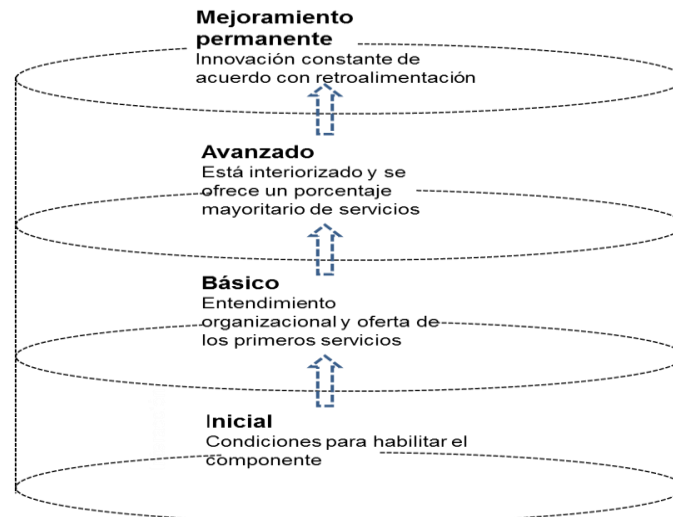 Mejoramiento
permanente
Innovación constante de
acuerdo con retroalimentación
Avanzado
Está interiorizado y se
ofrece un porcentaje
mayoritario de servicios
Básico
Entendimiento
organizacional y oferta de
los primeros servicios
Inicial
Condiciones para habilitar el
componente